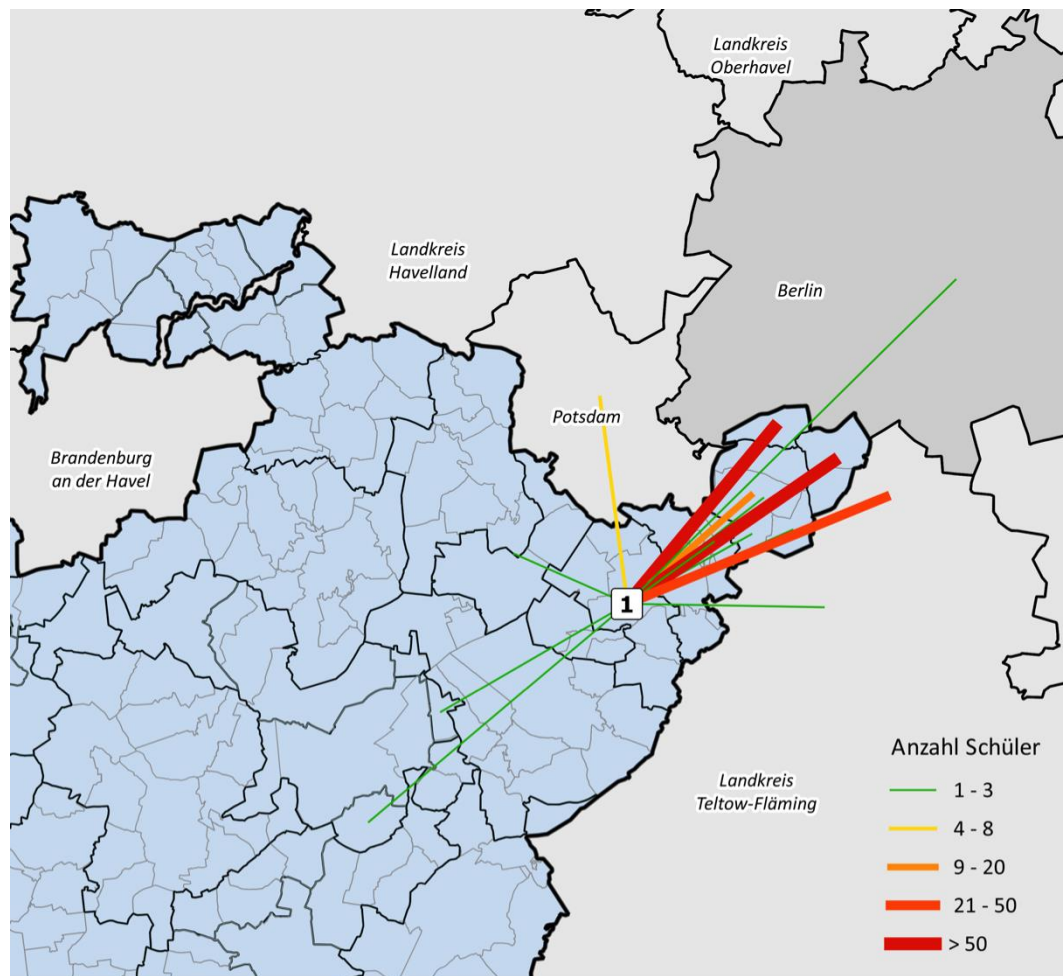 Landkreis
Oberhavel
Landkreis
Havelland
Berlin
Potsdam
Brandenburg
an der Havel
1
Anzahl Schüler
1 - 3
4 - 8
9 - 20
21 - 50
> 50
Landkreis
Teltow-Fläming